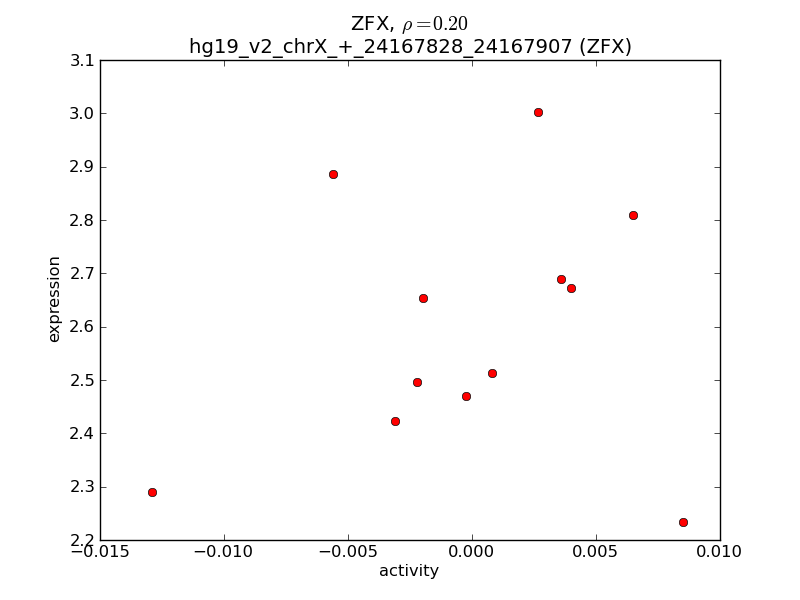 ZFX, ρ = 0.20
hg19_v2_chrX_+_24167828_24167907 (ZFX)
3.1
3.0
2.9
2.8
2.7
2.6
2.5
2.4
2.3
2.2
expression
−0.015 −0.010 −0.005 0.000 0.005 0.010
activity